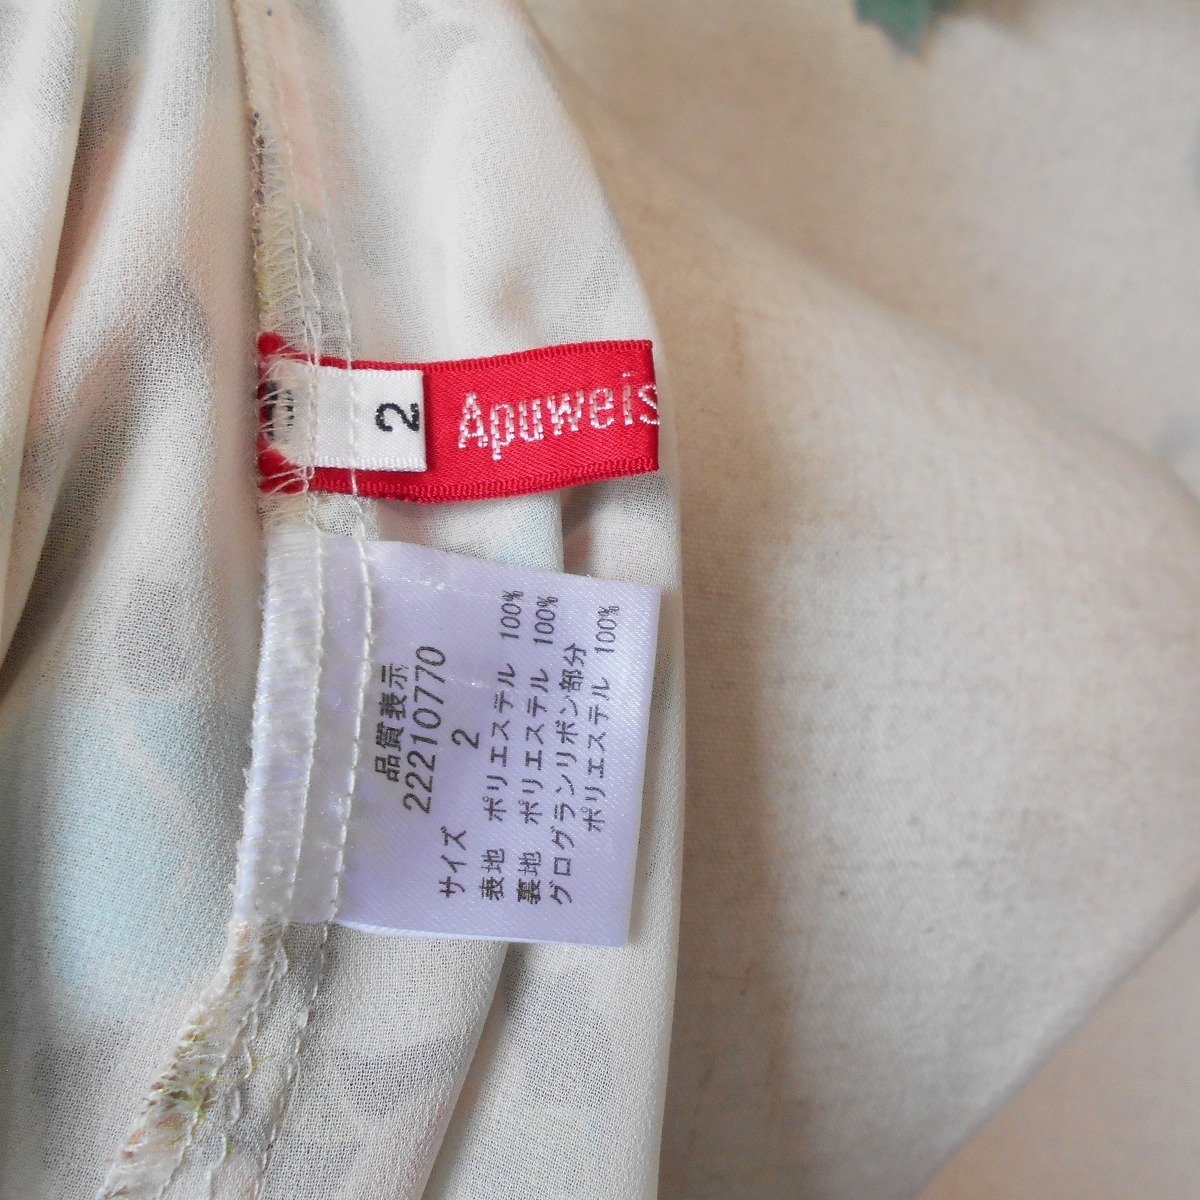 2
Apuweis
品質表示
22210770
サイズ 2
表地 ポリエステル 100%
裏地 ポリエステル 100%
グログランリボン部分
ポリエステル 100%